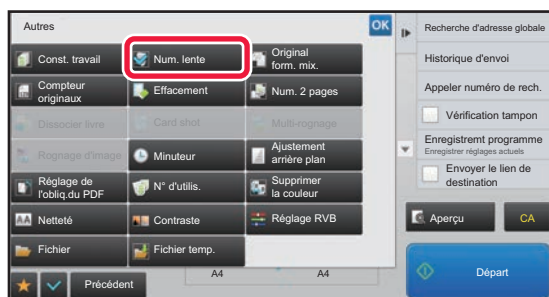 Autres
OK
Const. travail
Num. lente
Original
form. mix.
Compteur
originaux
Effacement
Num. 2 pages
Dissocier livre
Card shot
Multi-rognage
Rognage d'image
Minuteur
Ajustement
arrière plan
Réglage de
l'obliq.du PDF
N° d'utilis.
Supprimer
la couleur
AA
Netteté
Contraste
Réglage RVB
Fichier
Fichier temp.
Précédent
A4
A4
Recherche d'adresse globale
Historique d'envoi
Appeler numéro de rech.
Vérification tampon
Enregistremt programme
Enregistrer réglages actuels
Envoyer le lien de
destination
Aperçu
CA
Départ